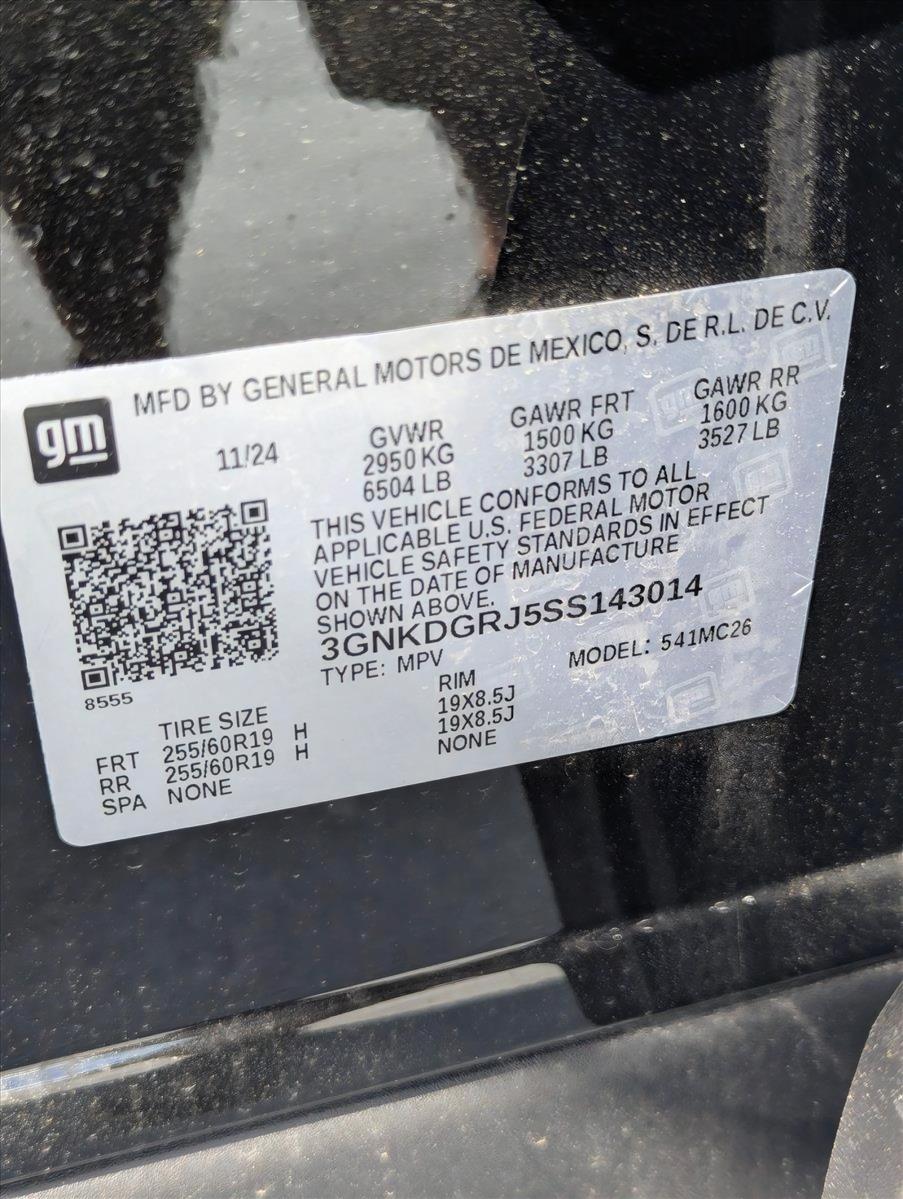 MFD BY GENERAL MOTORS DE MEXICO, S. DE R.L. DE C.V.
gm
11/24
GVWR
2950 KG
6504 LB
GAWR FRT
1500 KG
3307 LB
GAWR RR
1600 KG
3527 LB
THIS VEHICLE CONFORMS TO ALL
APPLICABLE U.S. FEDERAL MOTOR
VEHICLE SAFETY STANDARDS IN EFFECT
ON THE DATE OF MANUFACTURE
SHOWN ABOVE.
3GNKDGRJ5SS143014
TYPE: MPV
MODEL: 541MC26
8555
TIRE SIZE
RIM
FRT 255/60R19 H 19X8.5J
RR 255/60R19 H 19X8.5J
SPA NONE NONE